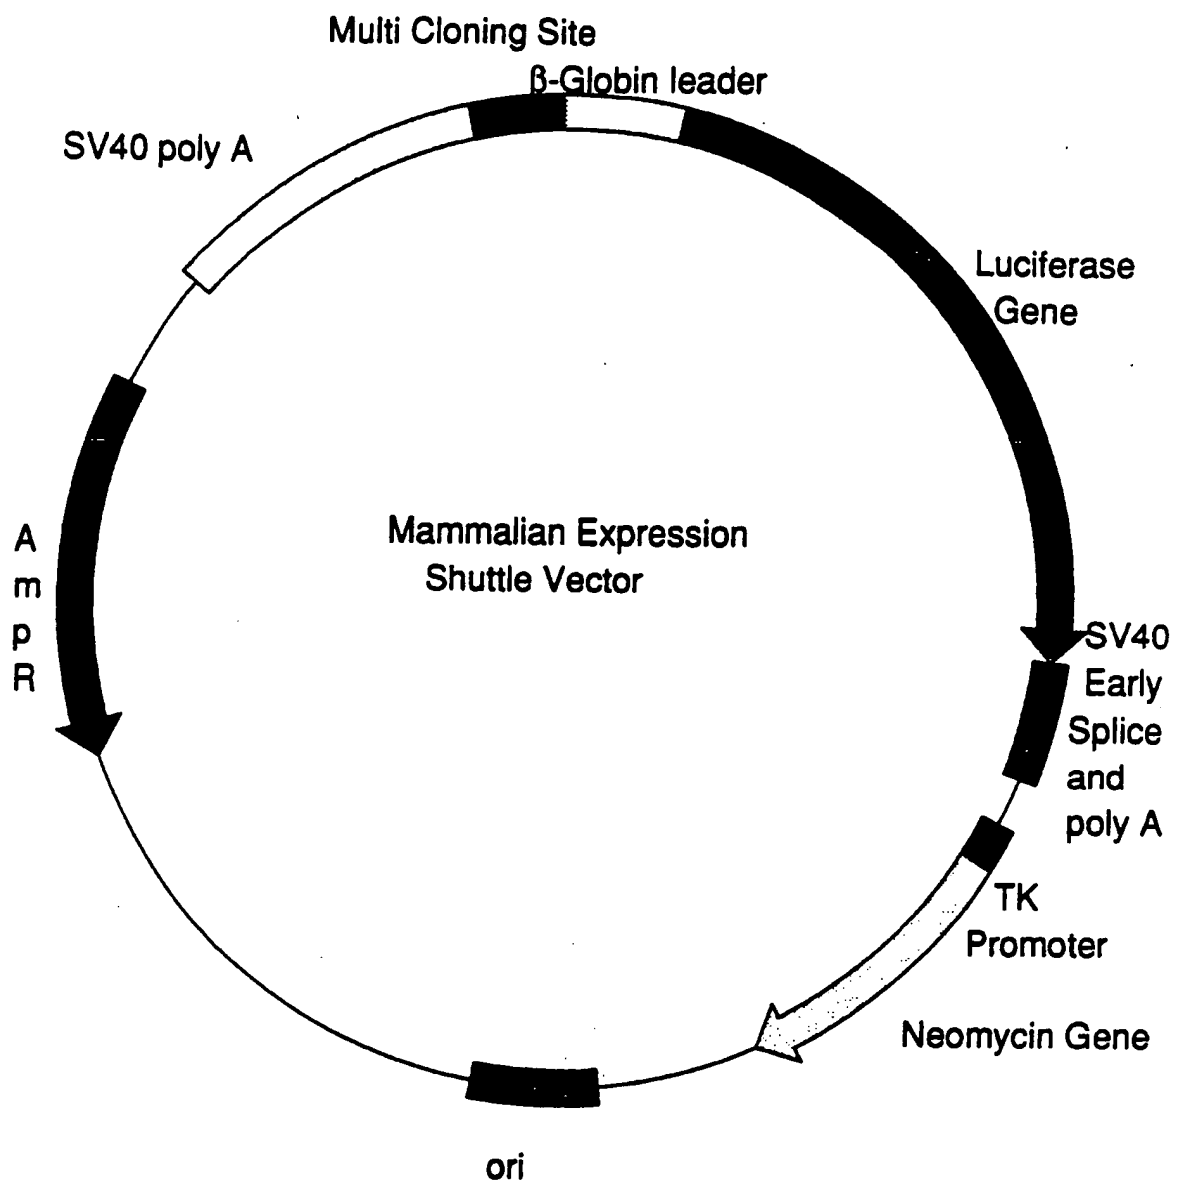 Multi Cloning Site
β-Globin leader
SV40 poly A
Luciferase
Gene
A
m
p
R
Mammalian Expression
Shuttle Vector
SV40
Early
Splice
and
poly A
TK
Promoter
Neomycin Gene
ori